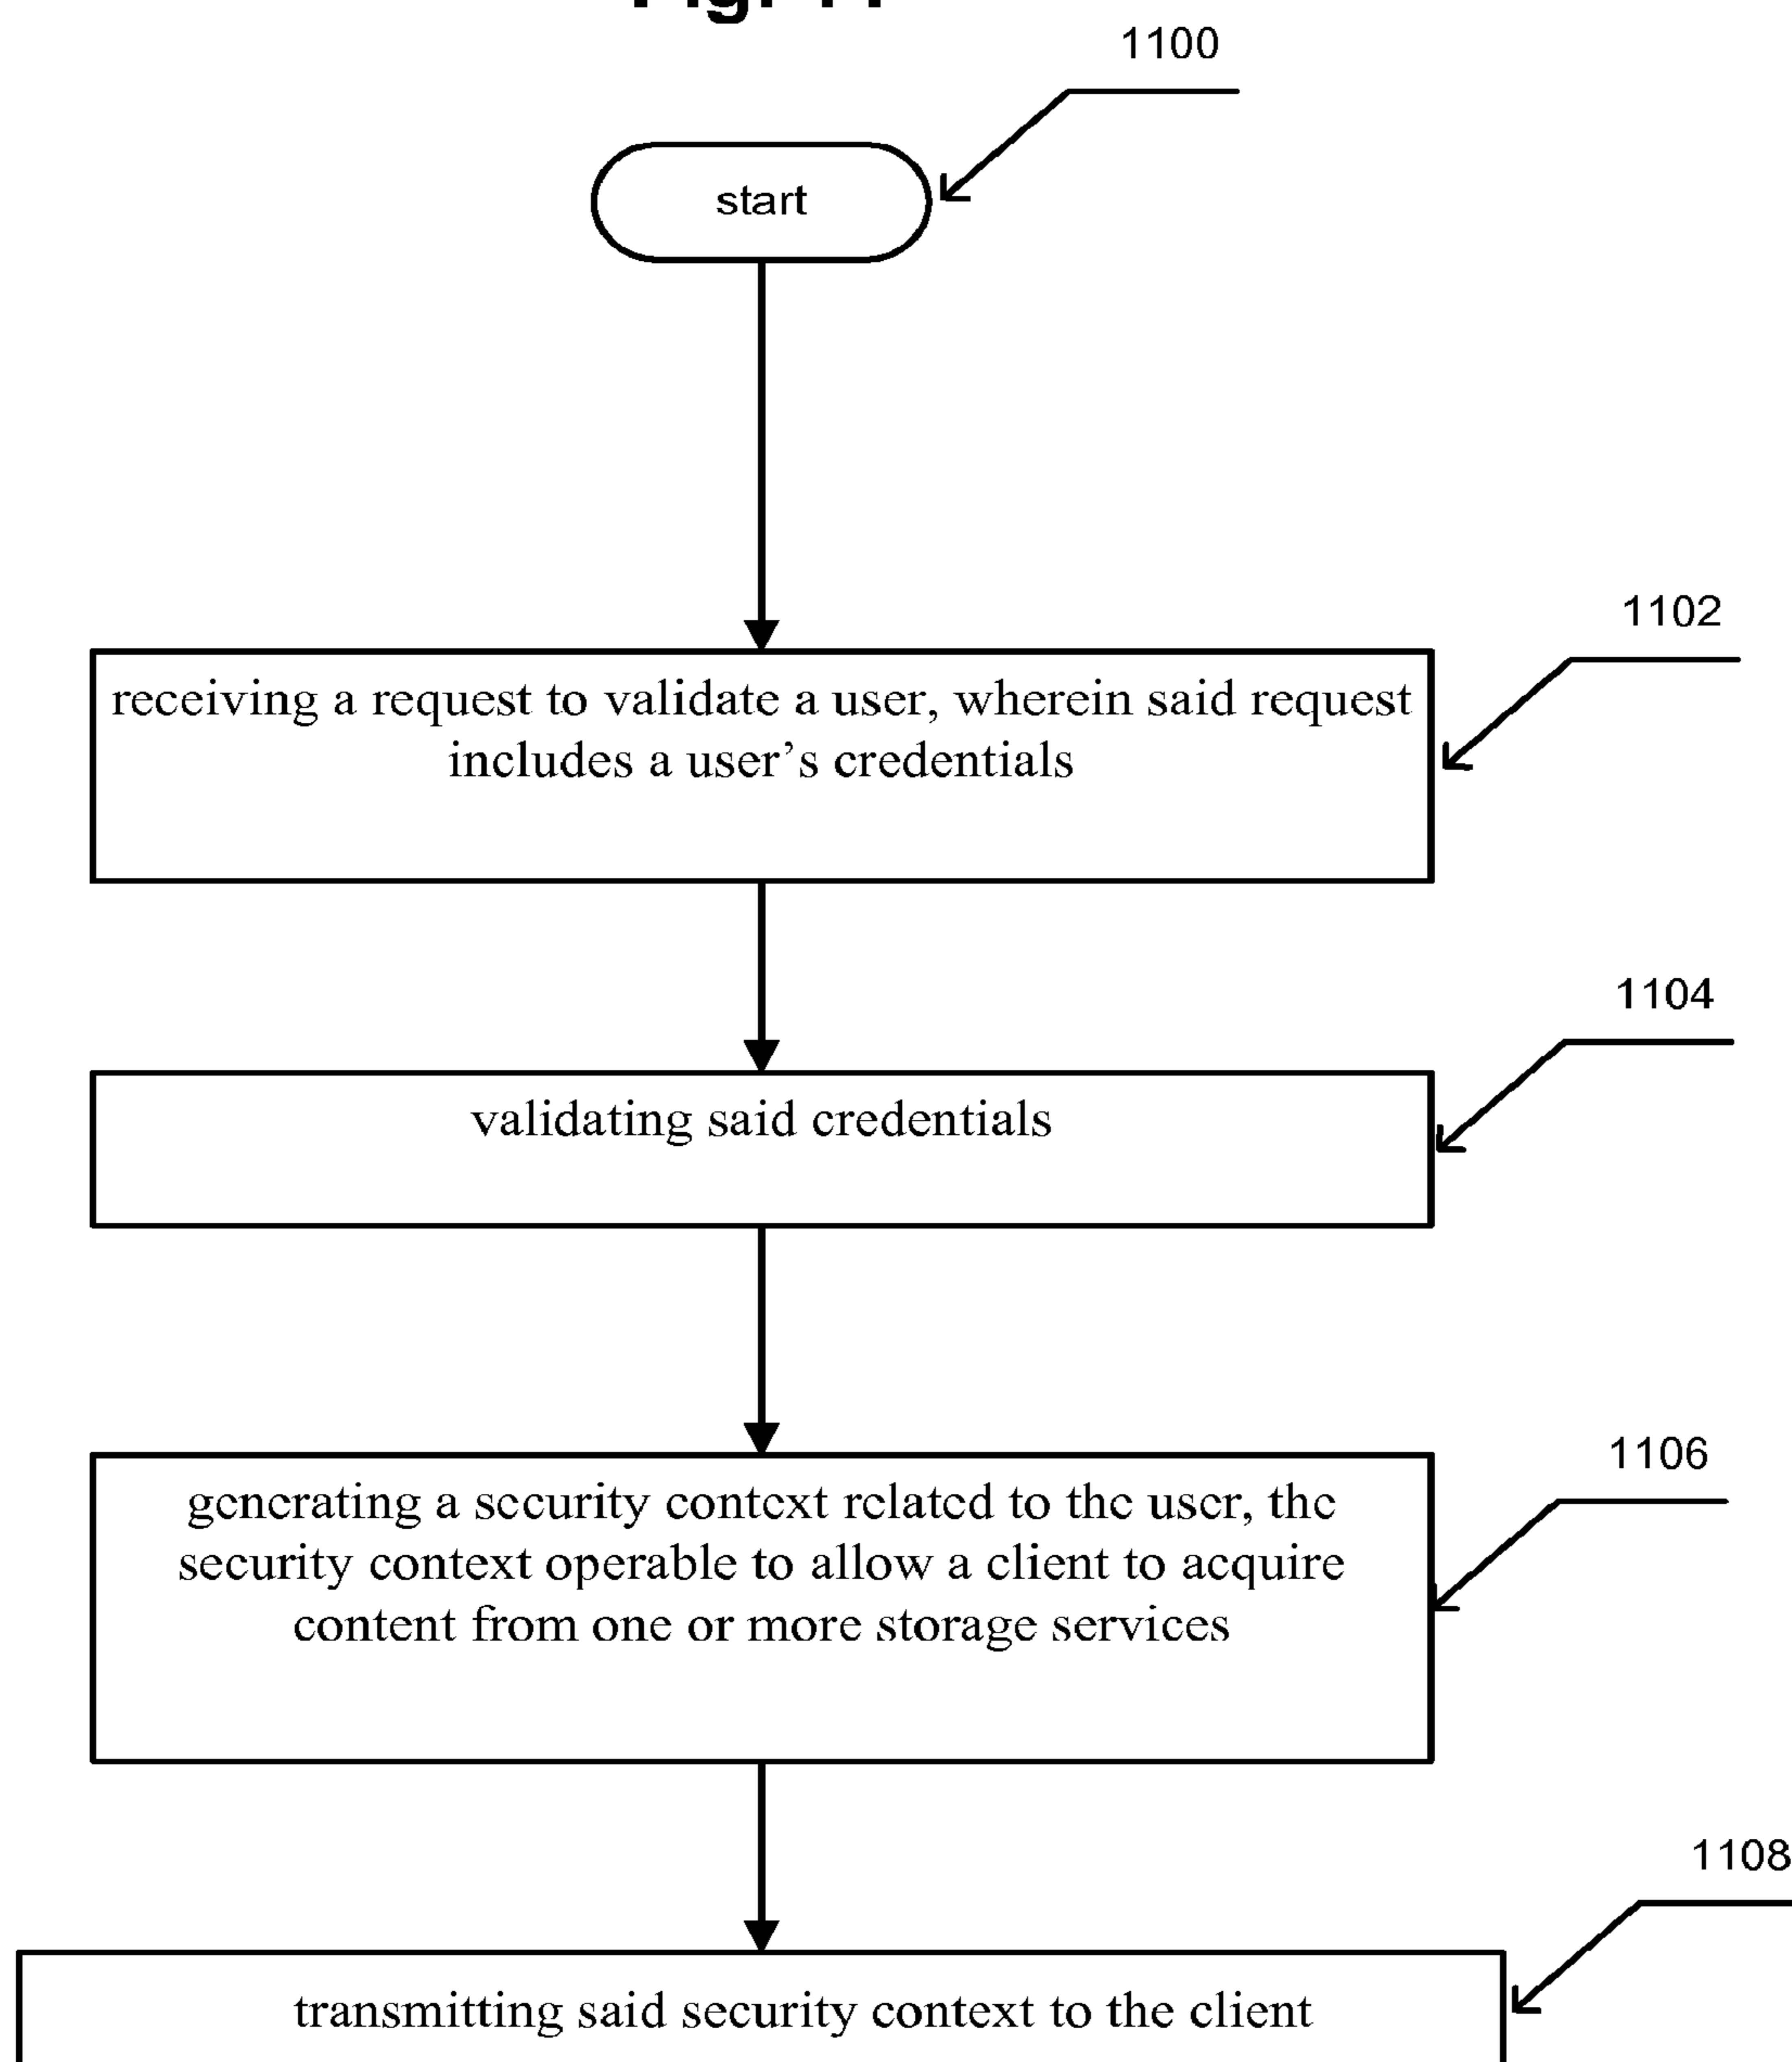 1100
start
1102
receiving a request to validate a user, wherein said request
includes a user’s credentials
1104
validating said credentials
1106
generating a security context related to the user, the
security context operable to allow a client to acquire
content from one or more storage services
1108
transmitting said security context to the client